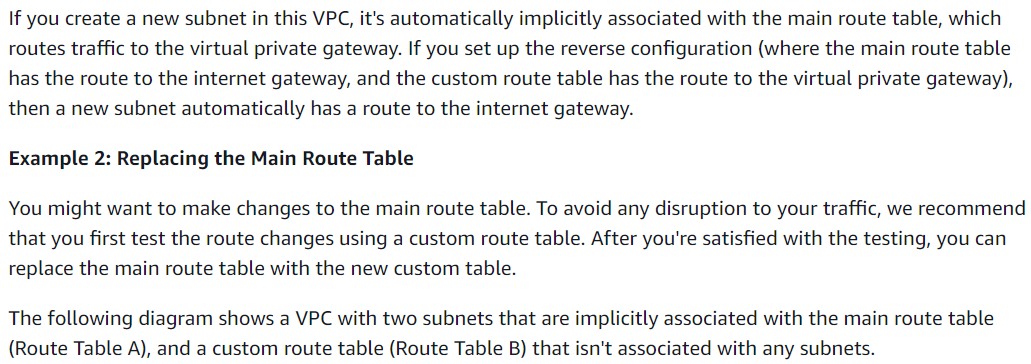 If you create a new subnet in this VPC, it's automatically implicitly associated with the main route table, which
routes traffic to the virtual private gateway. If you set up the reverse configuration (where the main route table
has the route to the internet gateway, and the custom route table has the route to the virtual private gateway),
then a new subnet automatically has a route to the internet gateway.
Example 2: Replacing the Main Route Table
You might want to make changes to the main route table. To avoid any disruption to your traffic, we recommend
that you first test the route changes using a custom route table. After you're satisfied with the testing, you can
replace the main route table with the new custom table.
The following diagram shows a VPC with two subnets that are implicitly associated with the main route table
(Route Table A), and a custom route table (Route Table B) that isn't associated with any subnets.